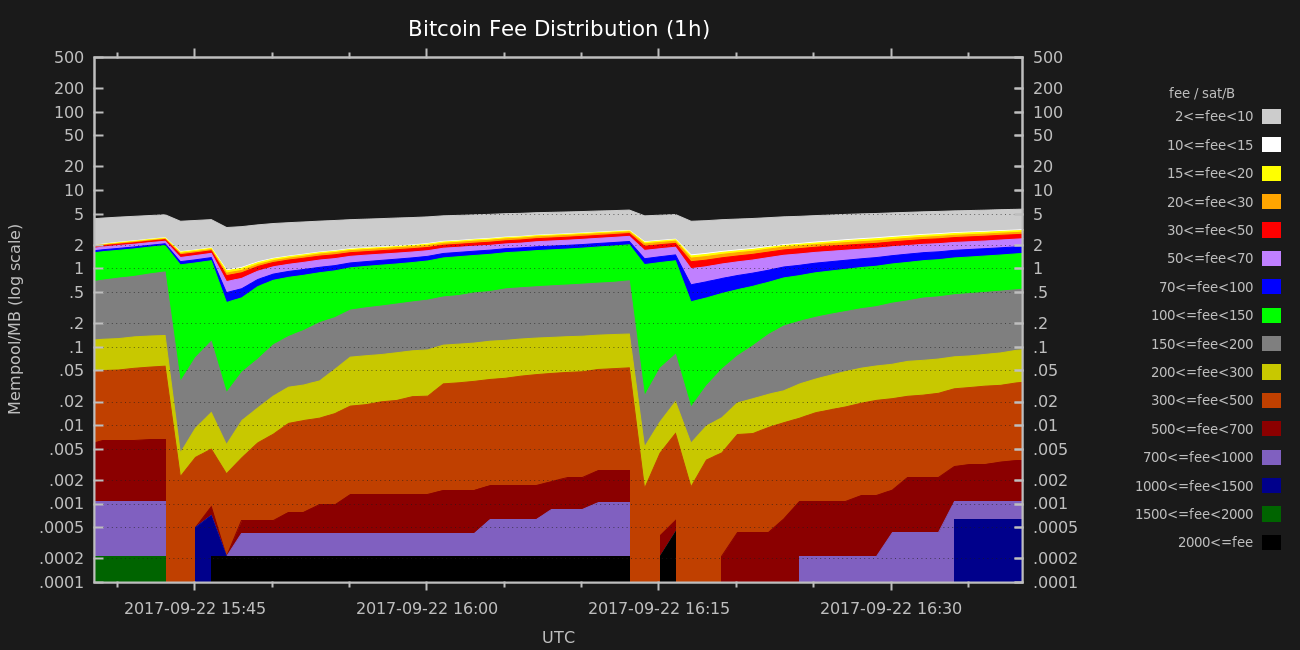 Bitcoin Fee Distribution (1h)
500
200
100
50
20
10
5
2
1
.5
.2
.1
.05
.02
.01
.005
.002
.001
.0005
.0002
.0001
Mempool/MB (log scale)
500
200
100
50
20
10
5
2
1
.5
.2
.1
.05
.02
.01
.005
.002
.001
.0005
.0002
.0001
2017-09-22 15:45
2017-09-22 16:00
2017-09-22 16:15
2017-09-22 16:30
UTC
fee / sat/B
2<=fee<10
10<=fee<15
15<=fee<20
20<=fee<30
30<=fee<50
50<=fee<70
70<=fee<100
100<=fee<150
150<=fee<200
200<=fee<300
300<=fee<500
500<=fee<700
700<=fee<1000
1000<=fee<1500
1500<=fee<2000
2000<=fee